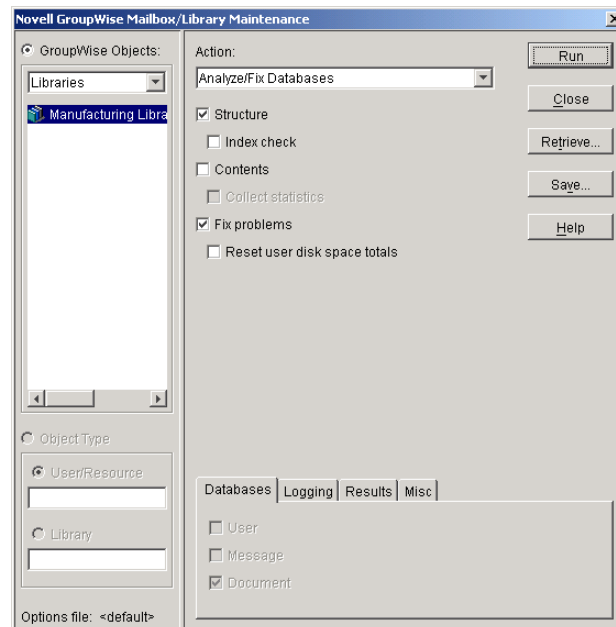 Novell GroupWise Mailbox/Library Maintenance
GroupWise Objects:
Libraries
Manufacturing Libra
Object Type
User/Resource
Library
Options file: <default>
Action:
Analyze/Fix Databases
Structure
Index check
Contents
Collect statistics
Fix problems
Reset user disk space totals
Databases Logging Results Misc
User
Message
Document
Run
Close
Retrieve...
Save...
Help